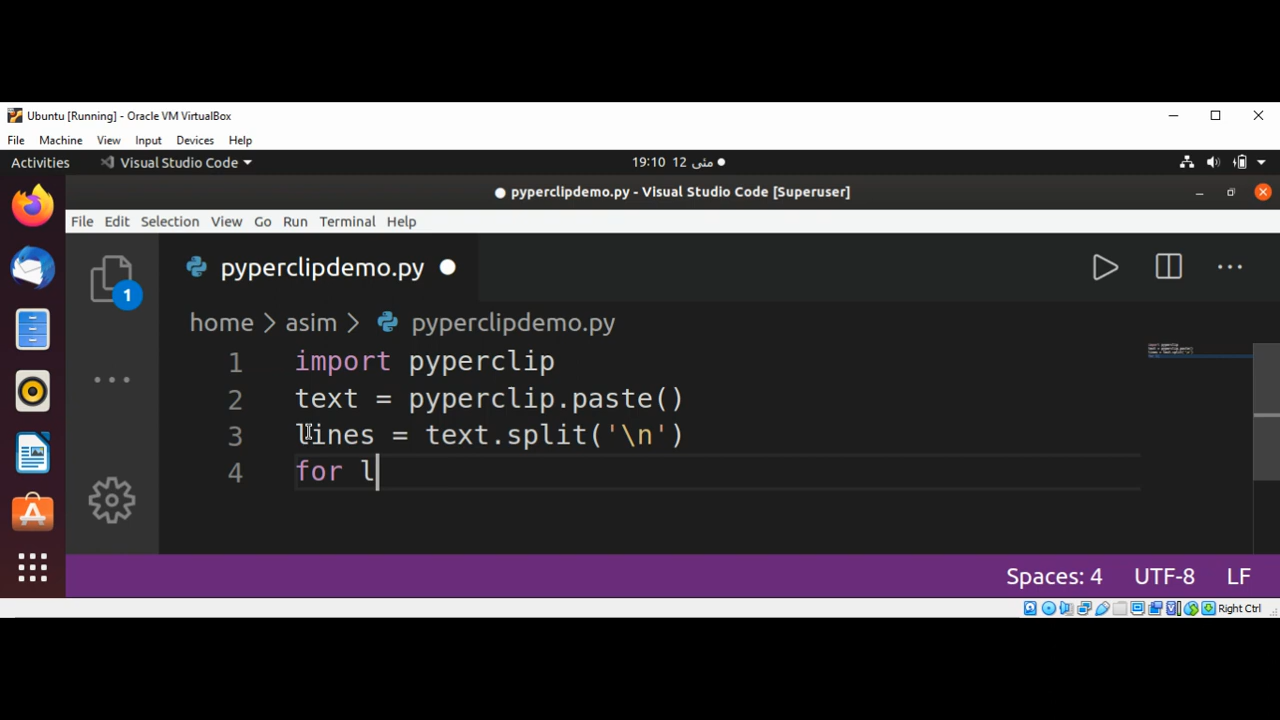 Ubuntu [Running] - Oracle VM VirtualBox
File Machine View Input Devices Help
Activities Visual Studio Code 19:10 12 مئی
● pyperclipdemo.py - Visual Studio Code [Superuser]
File Edit Selection View Go Run Terminal Help
pyperclipdemo.py
1
home > asim > pyperclipdemo.py
1 import pyperclip
2 text = pyperclip.paste()
3 lines = text.split('\n')
4 for l
Spaces: 4 UTF-8 LF
Right Ctrl